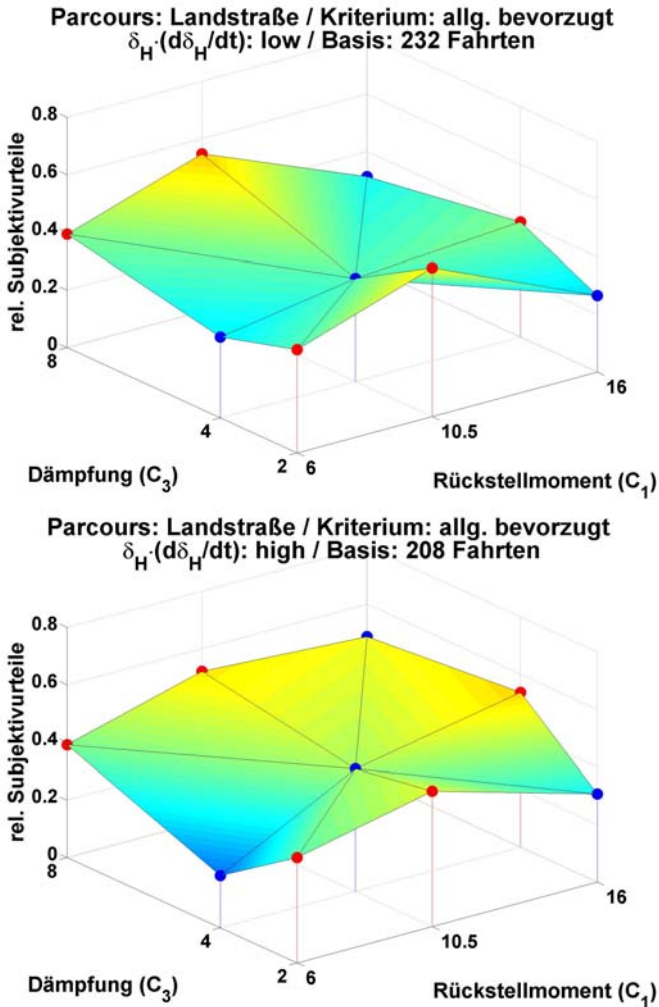 Parcours: Landstraße / Kriterium: allg. bevorzugt
δH·(dδH/dt): low / Basis: 232 Fahrten
rel. Subjektivurteile
0.8
0.6
0.4
0.2
0
8
4
2
6
10.5
16
Dämpfung (C3)
Rückstellmoment (C1)
Parcours: Landstraße / Kriterium: allg. bevorzugt
δH·(dδH/dt): high / Basis: 208 Fahrten
rel. Subjektivurteile
0.8
0.6
0.4
0.2
0
8
4
2
6
10.5
16
Dämpfung (C3)
Rückstellmoment (C1)